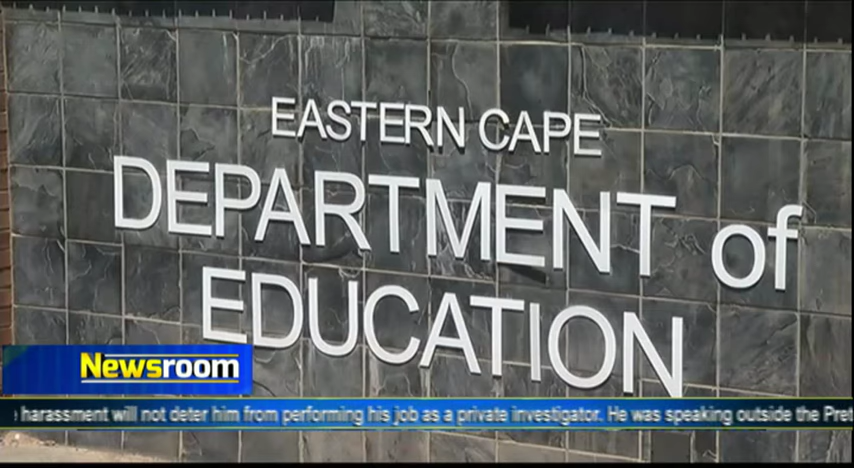 EASTERN CAPE
DEPARTMENT of
EDUCATION
Newsroom
harassment will not deter him from performing his job as a private investigator. He was speaking outside the Pret